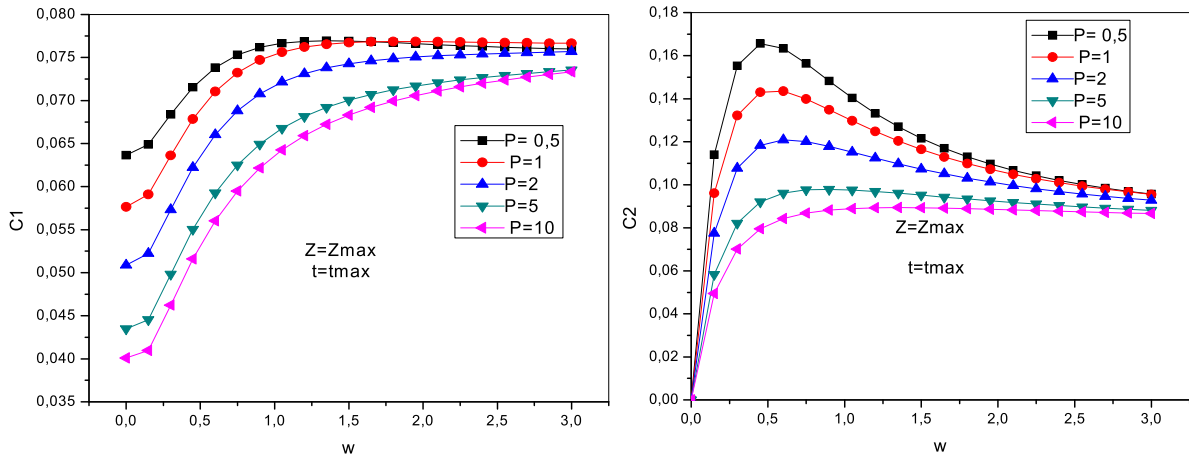 0,080
0,075
0,070
0,065
0,060
0,055
0,050
0,045
0,040
0,035
C1
0,0 0,5 1,0 1,5 2,0 2,5 3,0
w
P= 0,5
P=1
P=2
P=5
P=10
Z=Zmax
t=tmax
0,18
0,16
0,14
0,12
0,10
0,08
0,06
0,04
0,02
0,00
C2
0,0 0,5 1,0 1,5 2,0 2,5 3,0
w
P= 0,5
P=1
P=2
P=5
P=10
Z=Zmax
t=tmax